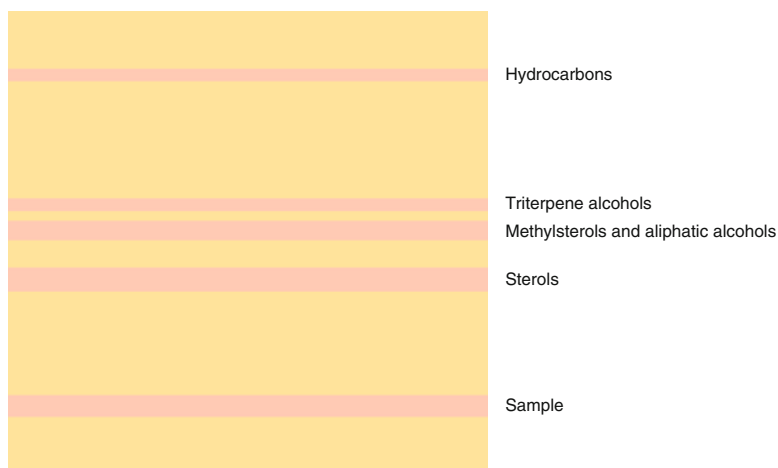 Hydrocarbons
Triterpene alcohols
Methylsterols and aliphatic alcohols
Sterols
Sample